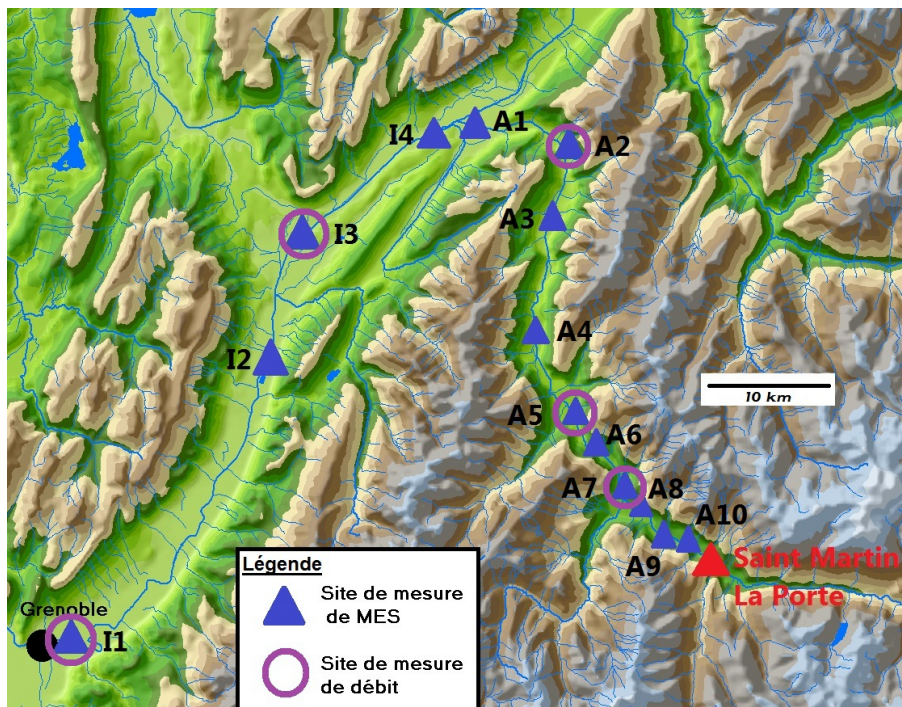 A1
I4
A2
A3
I3
A4
I2
10 km
A5
A6
A7
A8
A10
A9
Saint Martin
La Porte
Légende
Site de mesure
de MES
Site de mesure
de débit
Grenoble
I1